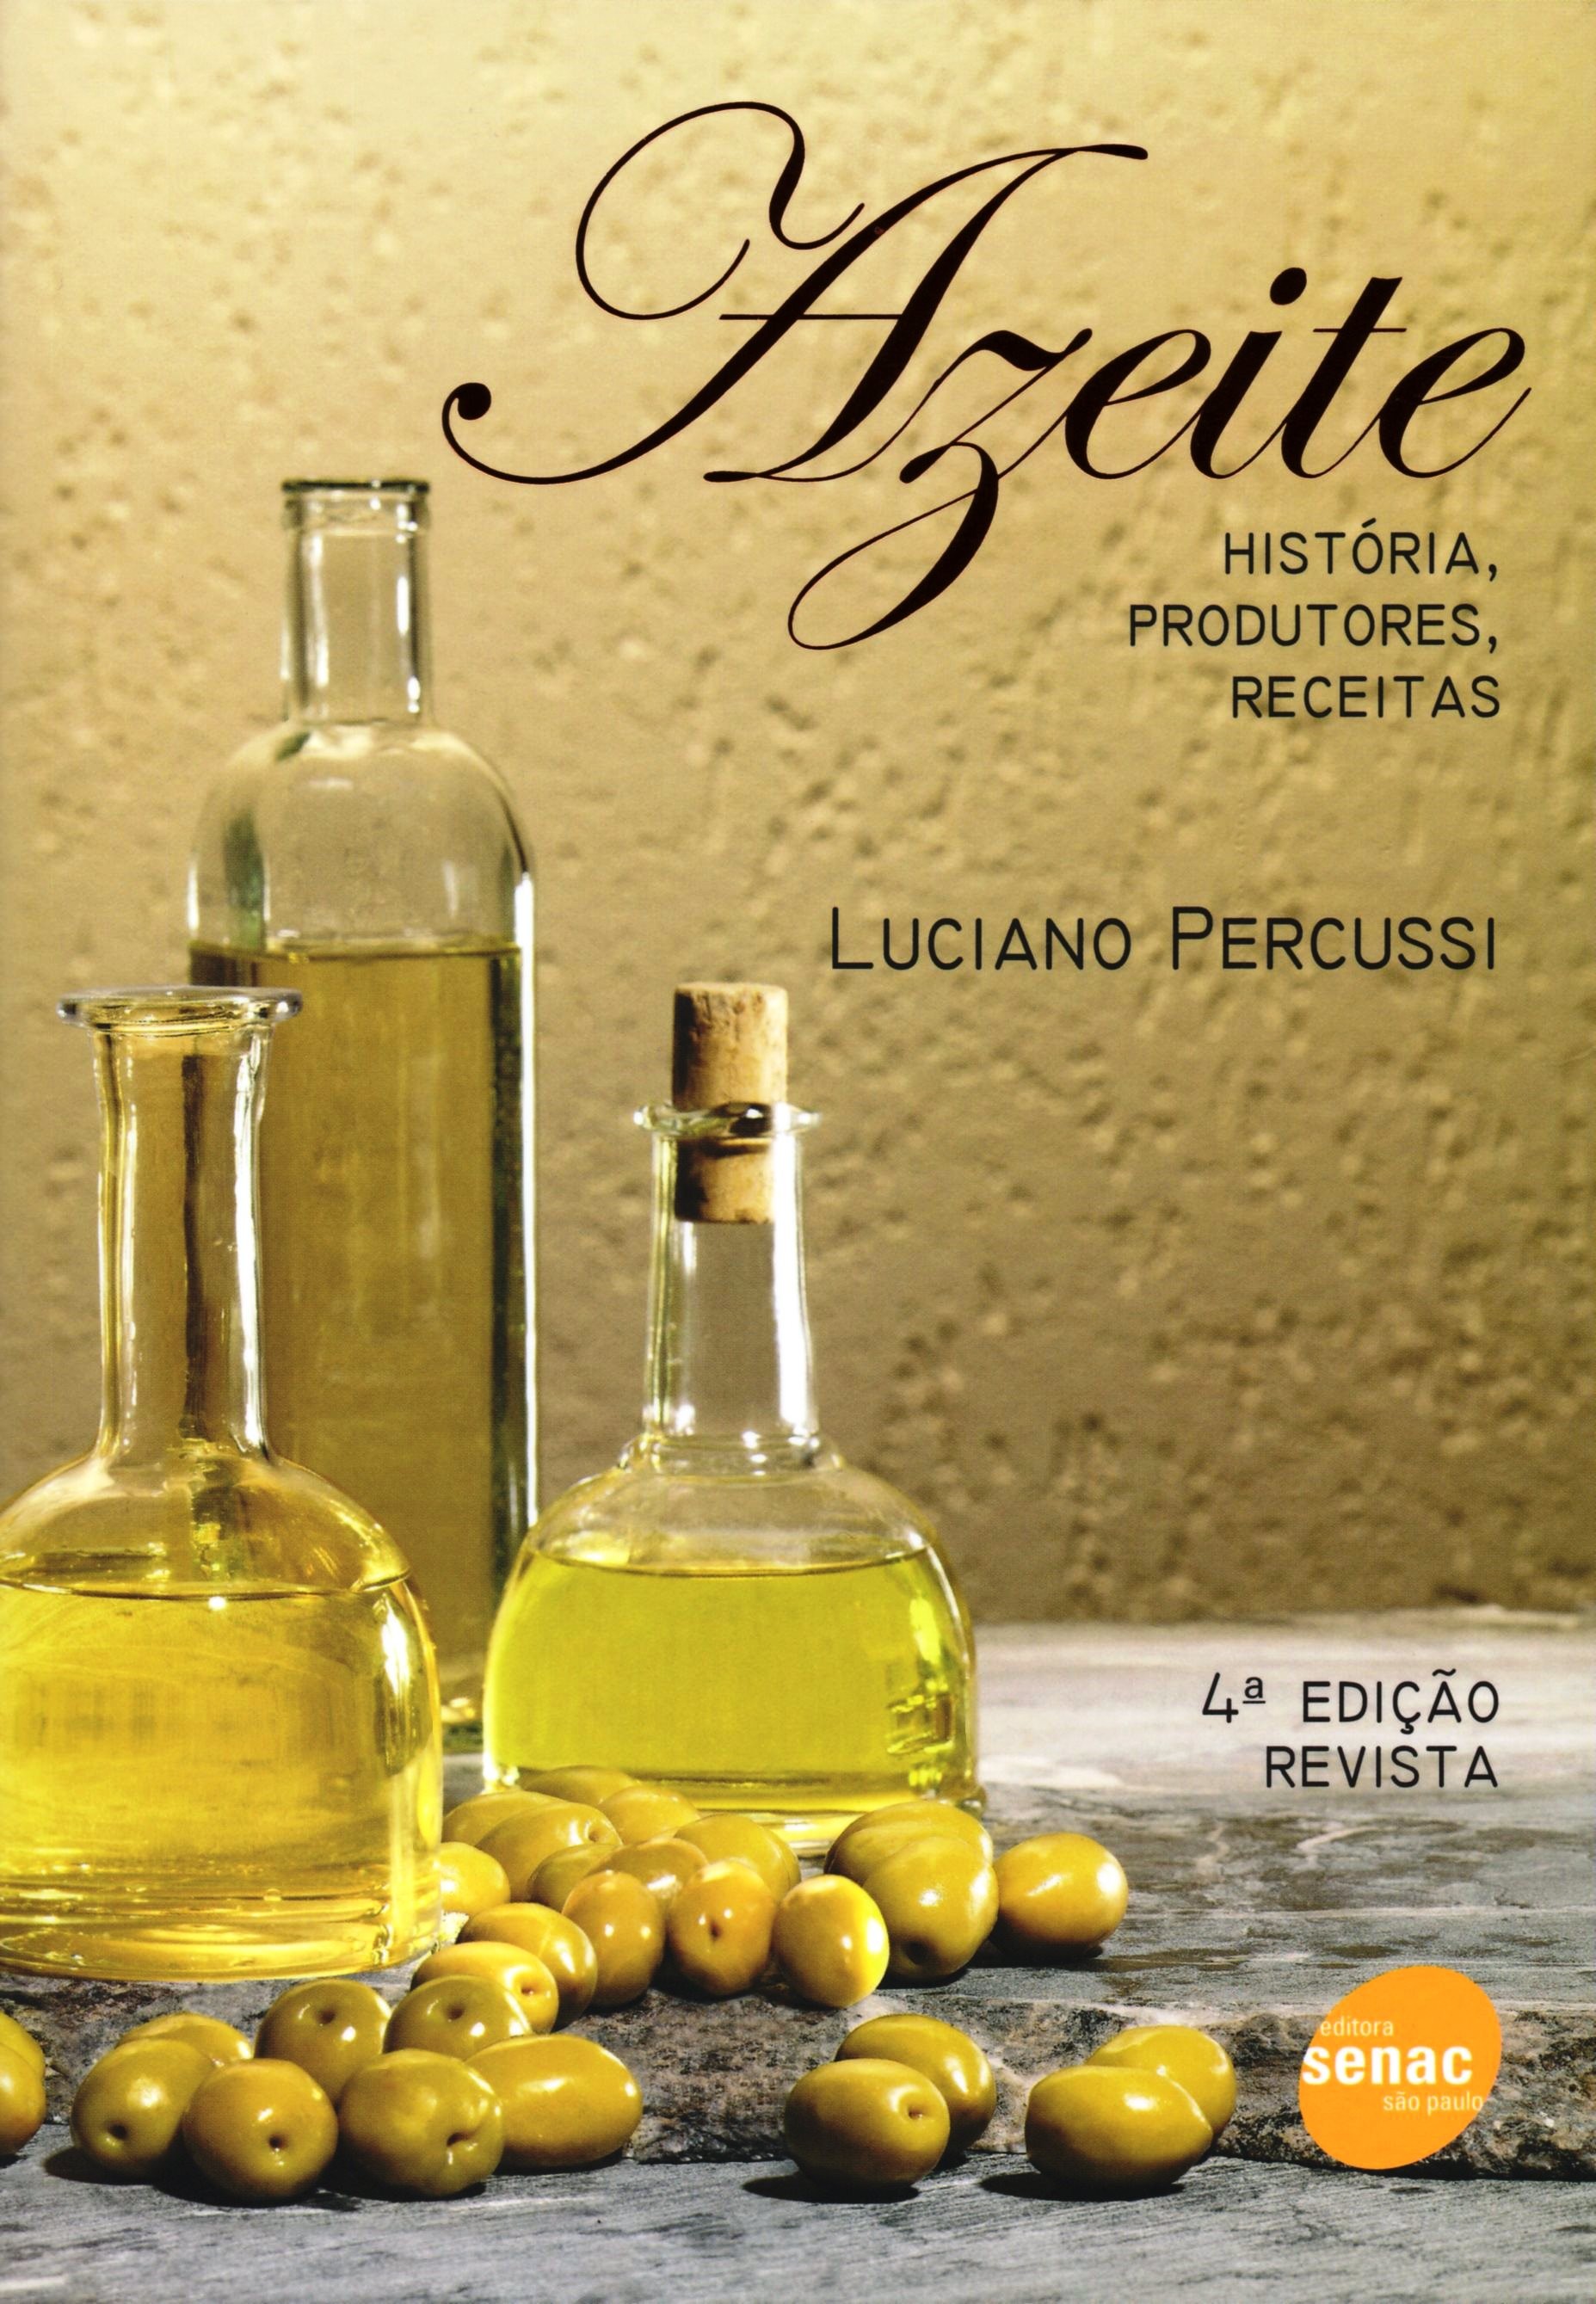 Azeite
HISTÓRIA,
PRODUTORES,
RECEITAS
LUCIANO PERCUSSI
4ª EDIÇÃO
REVISTA
editora
senac
são paulo